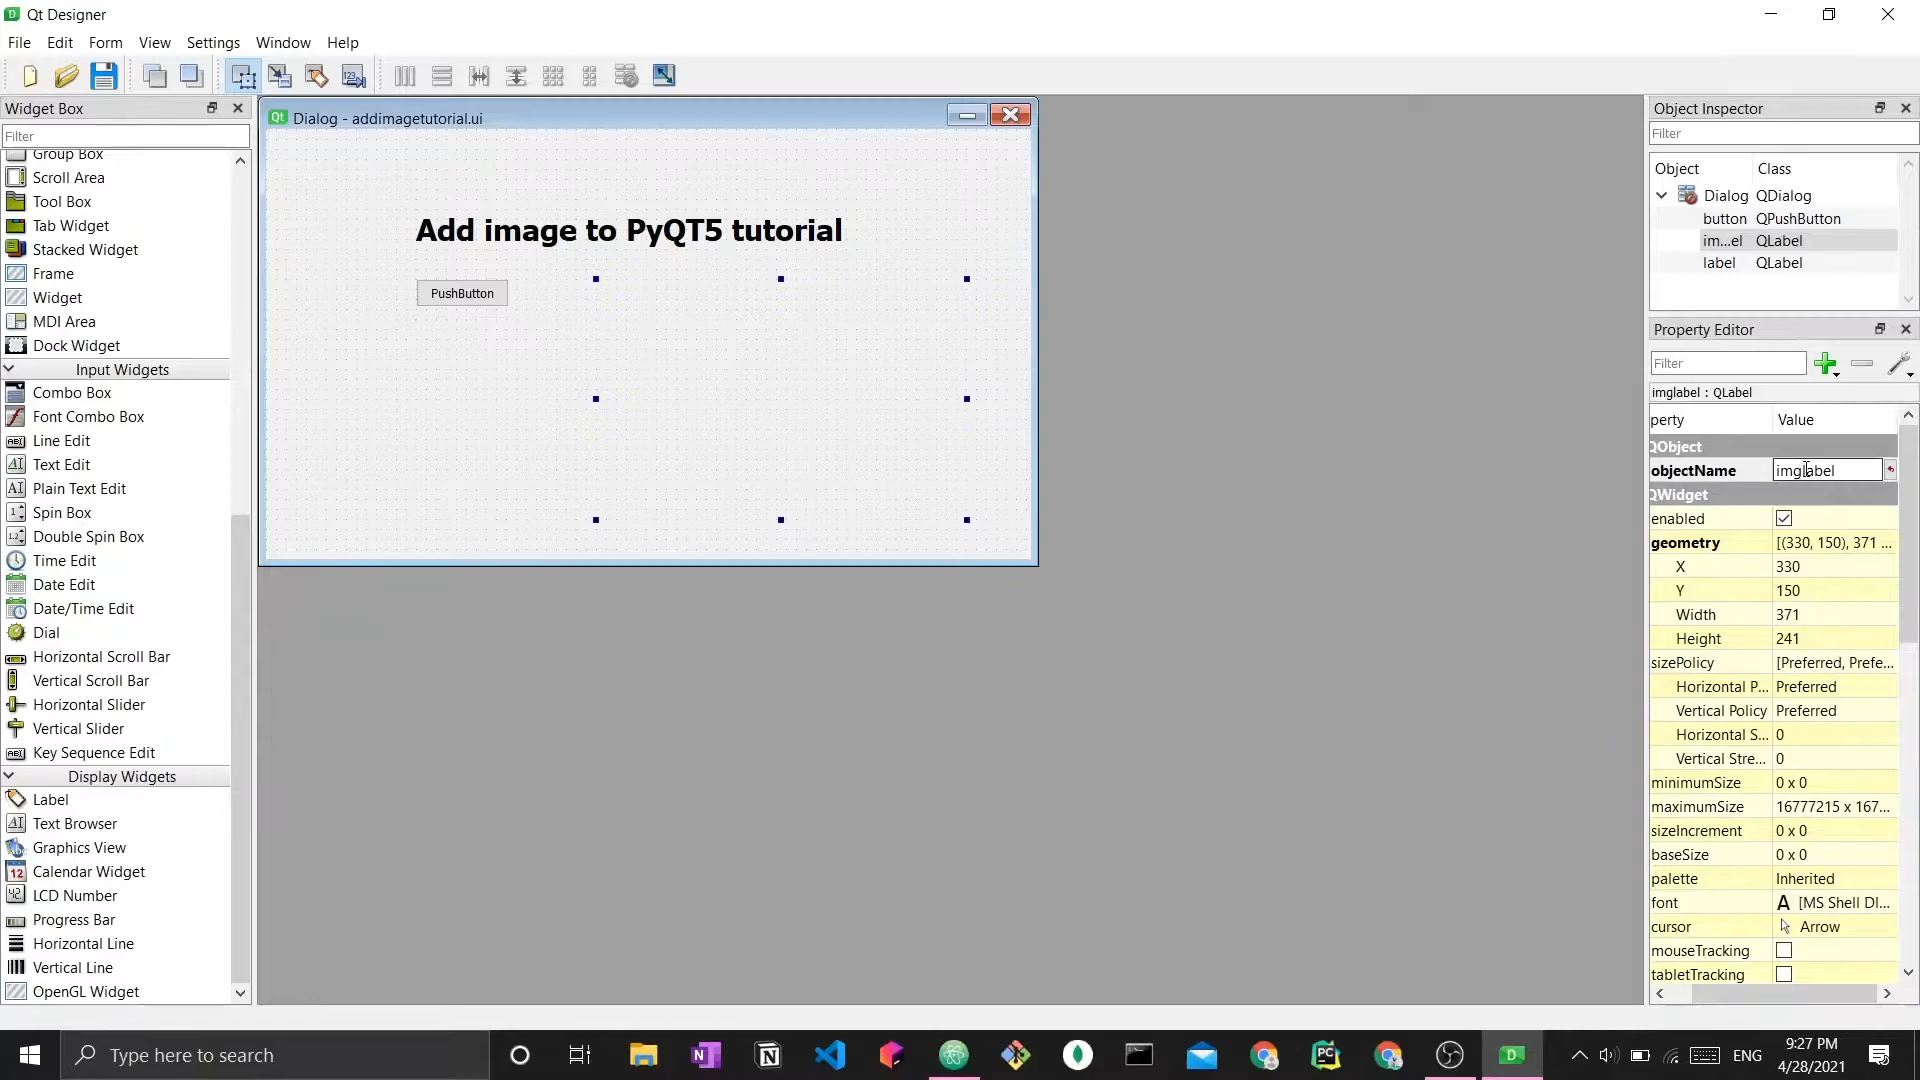 Qt Designer
File Edit Form View Settings Window Help
Widget Box
Filter
Group Box
Scroll Area
Tool Box
Tab Widget
Stacked Widget
Frame
Widget
MDI Area
Dock Widget
Input Widgets
Combo Box
Font Combo Box
Line Edit
Text Edit
Plain Text Edit
Spin Box
Double Spin Box
Time Edit
Date Edit
Date/Time Edit
Dial
Horizontal Scroll Bar
Vertical Scroll Bar
Horizontal Slider
Vertical Slider
Key Sequence Edit
Display Widgets
Label
Text Browser
Graphics View
Calendar Widget
LCD Number
Progress Bar
Horizontal Line
Vertical Line
OpenGL Widget
Dialog - addimagetutorial.ui
Add image to PyQT5 tutorial
PushButton
Object Inspector
Filter
Object Class
Dialog QDialog
button QPushButton
im...el QLabel
label QLabel
Property Editor
Filter
imglabel : QLabel
perty Value
QObject
objectName imglabel
QWidget
enabled
geometry [(330, 150), 371 ...
X 330
Y 150
Width 371
Height 241
sizePolicy [Preferred, Prefe...
Horizontal P... Preferred
Vertical Policy Preferred
Horizontal S... 0
Vertical Stre... 0
minimumSize 0 x 0
maximumSize 16777215 x 167...
sizeIncrement 0 x 0
baseSize 0 x 0
palette Inherited
font A [MS Shell Dl...
cursor Arrow
mouseTracking
tabletTracking
Type here to search
ENG
9:27 PM
4/28/2021